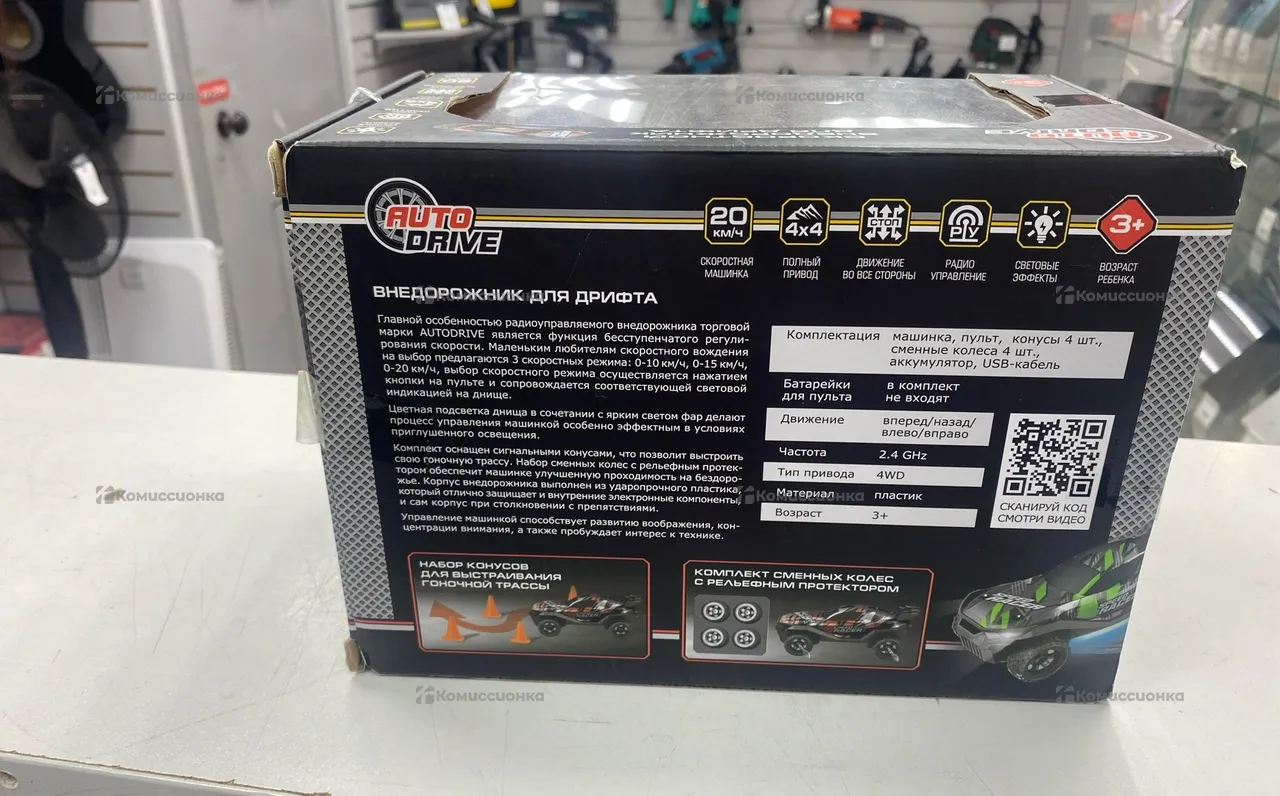 AUTO
DRIVE
20
КМ/Ч
СКОРОСТНАЯ
МАШИНКА
4x4
ПОЛНЫЙ
ПРИВОД
СТОП
ДВИЖЕНИЕ
ВО ВСЕ СТОРОНЫ
Р/У
РАДИО
УПРАВЛЕНИЕ
СВЕТОВЫЕ
ЭФФЕКТЫ
3+
ВОЗРАСТ
РЕБЕНКА
ВНЕДОРОЖНИК ДЛЯ ДРИФТА
Главной особенностью радиоуправляемого внедорожника торговой
марки AUTODRIVE является функция бесступенчатого регули-
рования скорости. Маленьким любителям скоростного вождения
на выбор предлагаются 3 скоростных режима: 0-10 км/ч, 0-15 км/ч,
0-20 км/ч, выбор скоростного режима осуществляется нажатием
кнопки на пульте и сопровождается соответствующей световой
индикацией на днище.
Цветная подсветка днища в сочетании с ярким светом фар делают
процесс управления машинкой особенно эффектным в условиях
приглушенного освещения.
Комплект оснащен сигнальными конусами, что позволит выстроить
свою гоночную трассу. Набор сменных колес с рельефным протек-
тором обеспечит машинке улучшенную проходимость на бездоро-
жье. Корпус внедорожника выполнен из ударопрочного пластика,
который отлично защищает и внутренние электронные компоненты,
и сам корпус при столкновении с препятствиями.
Управление машинкой способствует развитию воображения, кон-
центрации внимания, а также пробуждает интерес к технике.
Комплектация машинка, пульт, конусы 4 шт.,
сменные колеса 4 шт.,
аккумулятор, USB-кабель
Батарейки в комплект
для пульта не входят
Движение вперед/назад/
влево/вправо
Частота 2.4 GHz
Тип привода 4WD
Материал пластик
Возраст 3+
СКАНИРУЙ КОД
СМОТРИ ВИДЕО
НАБОР КОНУСОВ
ДЛЯ ВЫСТРАИВАНИЯ
ГОНОЧНОЙ ТРАССЫ
КОМПЛЕКТ СМЕННЫХ КОЛЕС
С РЕЛЬЕФНЫМ ПРОТЕКТОРОМ
Комиссионка
Комиссионка
Комиссионка
Комиссионка
Комиссионка
Комиссионка
Комиссионка
Комиссионка
Комиссионка